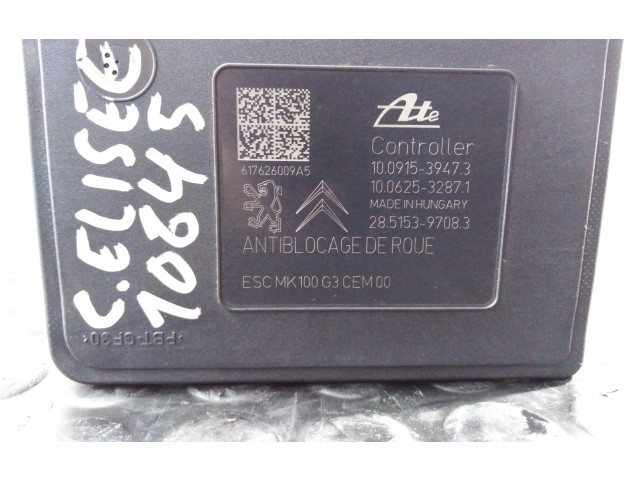 C.ELISEE
10645
Ate
Controller
617626009A5
10.0915-3947.3
10.0625-3287.1
MADE IN HUNGARY
28.5153-9708.3
ANTIBLOCAGE DE ROUE
ESC MK100 G3 CEM 00
>PBT-GF30<